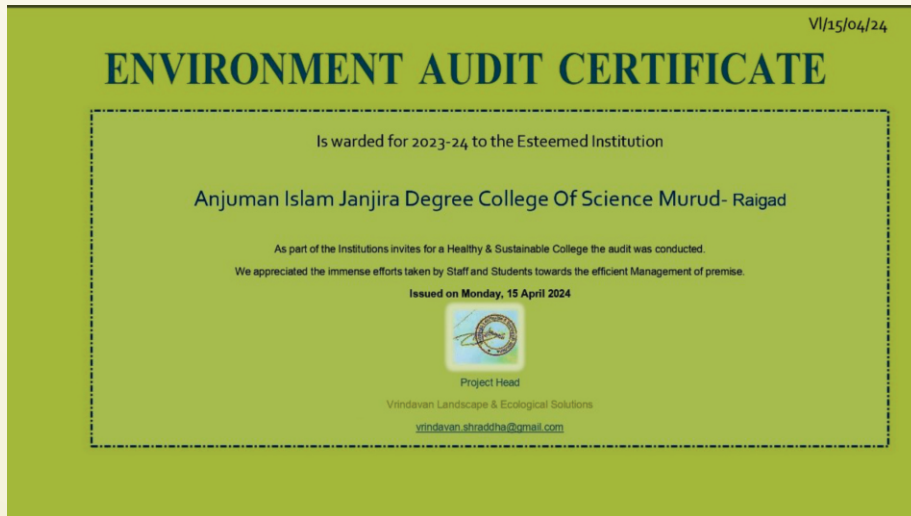 Vl/15/04/24
ENVIRONMENT AUDIT CERTIFICATE
Is warded for 2023-24 to the Esteemed Institution
Anjuman Islam Janjira Degree College Of Science Murud- Raigad
As part of the Institutions invites for a Healthy & Sustainable College the audit was conducted.
We appreciated the immense efforts taken by Staff and Students towards the efficient Management of premise.
Issued on Monday, 15 April 2024
Project Head
Vrindavan Landscape & Ecological Solutions
vrindavan.shraddha@gmail.com